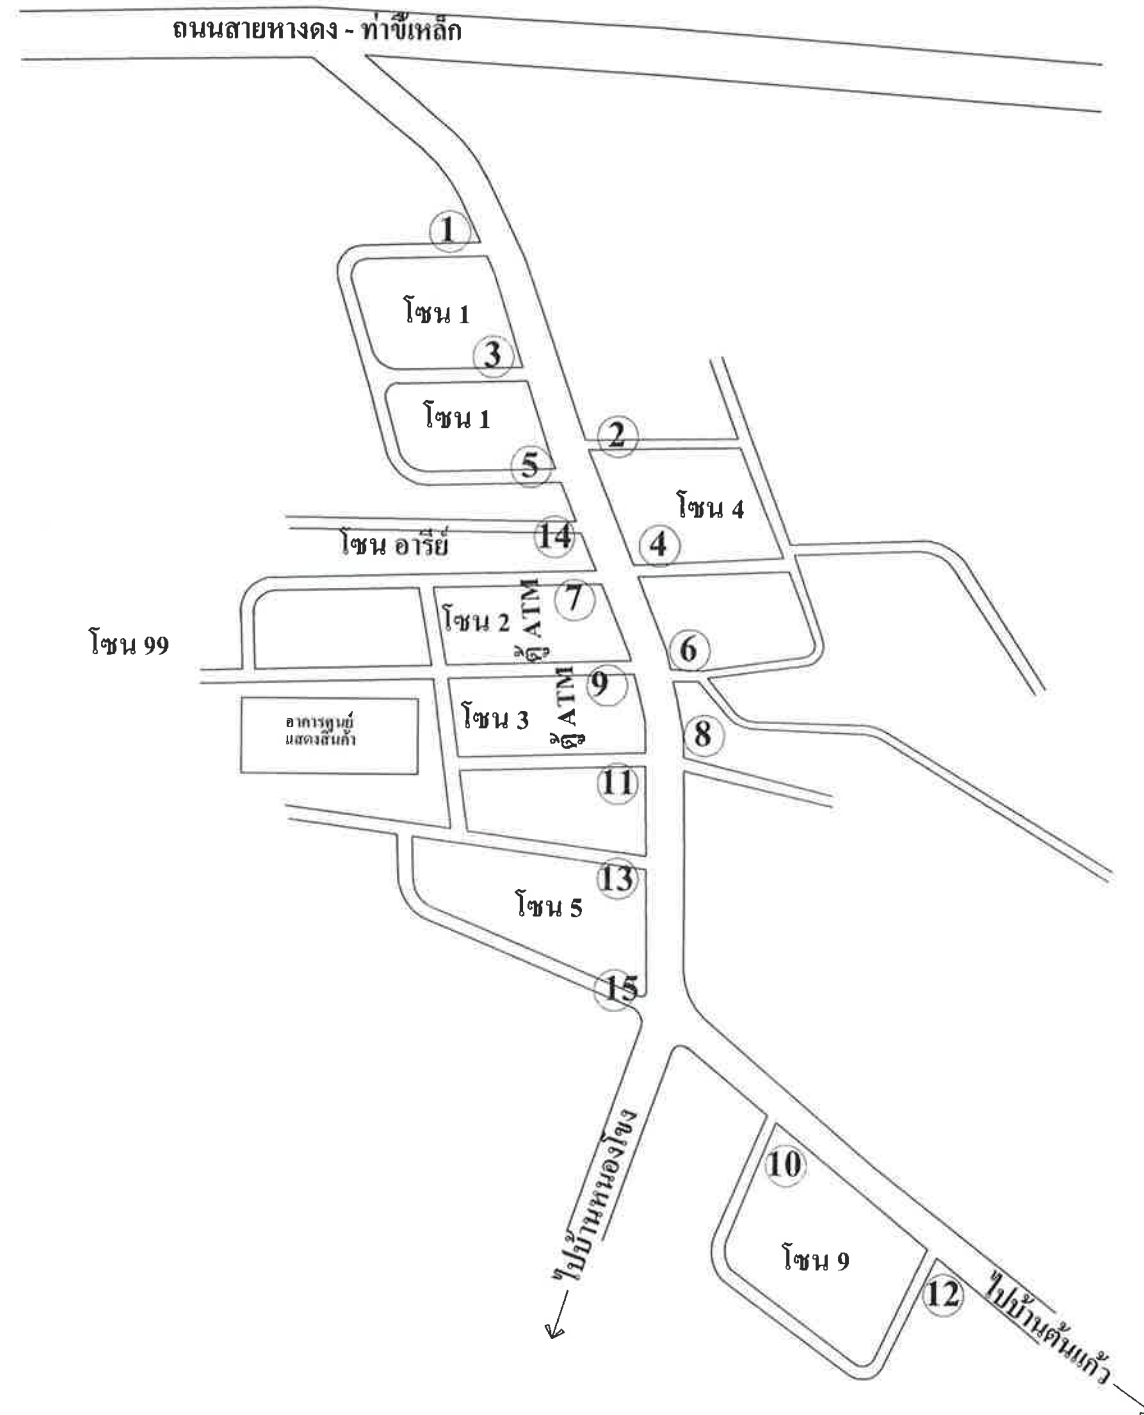 ถนนสายหางดง - ท่าขี้เหล็ก
1
โซน 1
3
โซน 1
2
5
โซน 4
14
4
โซน อารีย์
7
โซน 2
ตู้ ATM
6
โซน 99
9
โซน 3
ตู้ ATM
8
อาการศูนย์
แสดงสินค้า
11
13
โซน 5
15
ไปบ้านหนองโขง
10
โซน 9
12
ไปบ้านต้นแก้ว